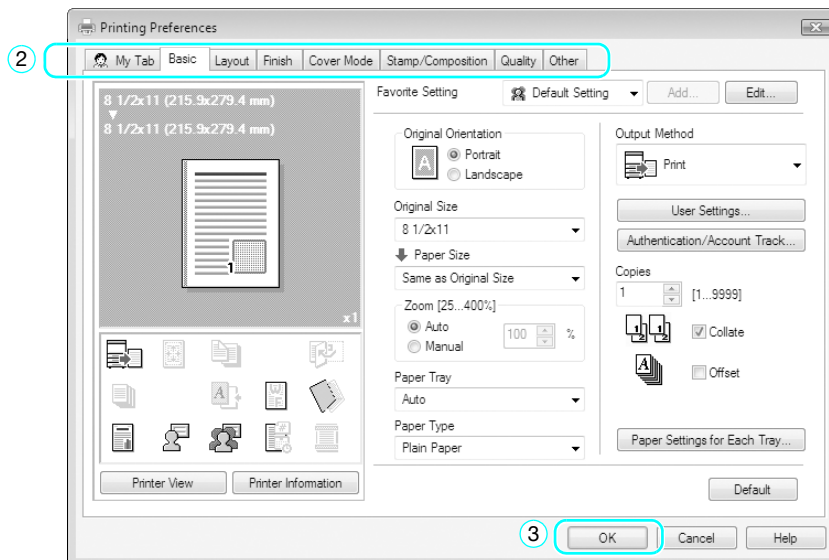 Printing Preferences
2
My Tab Basic Layout Finish Cover Mode Stamp/Composition Quality Other
8 1/2x11 (215.9x279.4 mm)
8 1/2x11 (215.9x279.4 mm)
1
x1
Printer View Printer Information
Favorite Setting Default Setting Add... Edit...
Original Orientation
A
Portrait
Landscape
Original Size
8 1/2x11
Paper Size
Same as Original Size
Zoom [25...400%]
Auto
Manual
100 %
Paper Tray
Auto
Paper Type
Plain Paper
Output Method
Print
User Settings...
Authentication/Account Track...
Copies
1 [1...9999]
Collate
Offset
Paper Settings for Each Tray...
Default
3
OK Cancel Help